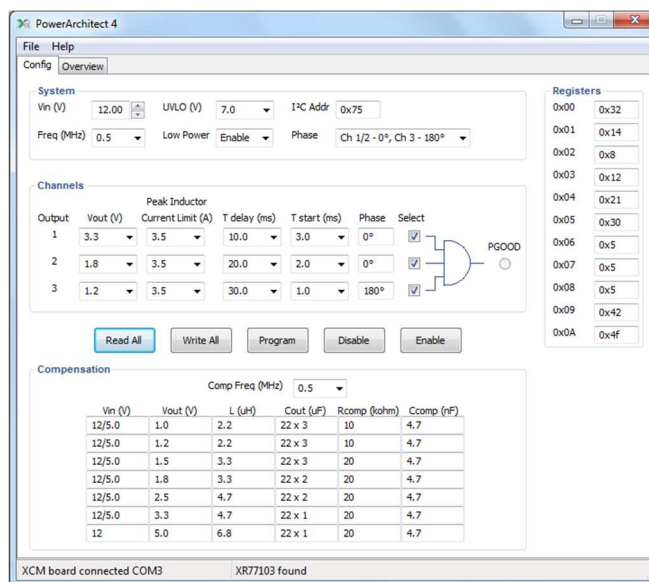 PowerArchitect 4
File Help
Config Overview
System
Vin (V) 12.00 UVLO (V) 7.0 I²C Addr 0x75
Freq (MHz) 0.5 Low Power Enable Phase Ch 1/2 - 0°, Ch 3 - 180°
Channels
Peak Inductor
Output Vout (V) Current Limit (A) T delay (ms) T start (ms) Phase Select
1 3.3 3.5 10.0 3.0 0°
PGOOD
2 1.8 3.5 20.0 2.0 0°
3 1.2 3.5 30.0 1.0 180°
Read All Write All Program Disable Enable
Compensation
Comp Freq (MHz) 0.5
Vin (V) Vout (V) L (uH) Cout (uF) Rcomp (kohm) Ccomp (nF)
12/5.0 1.0 2.2 22 x 3 10 4.7
12/5.0 1.2 2.2 22 x 3 10 4.7
12/5.0 1.5 3.3 22 x 3 20 4.7
12/5.0 1.8 3.3 22 x 2 20 4.7
12/5.0 2.5 4.7 22 x 2 20 4.7
12/5.0 3.3 4.7 22 x 1 20 4.7
12 5.0 6.8 22 x 1 20 4.7
Registers
0x00 0x32
0x01 0x14
0x02 0x8
0x03 0x12
0x04 0x21
0x05 0x30
0x06 0x5
0x07 0x5
0x08 0x5
0x09 0x42
0x0A 0x4f
XCM board connected COM3 XR77103 found